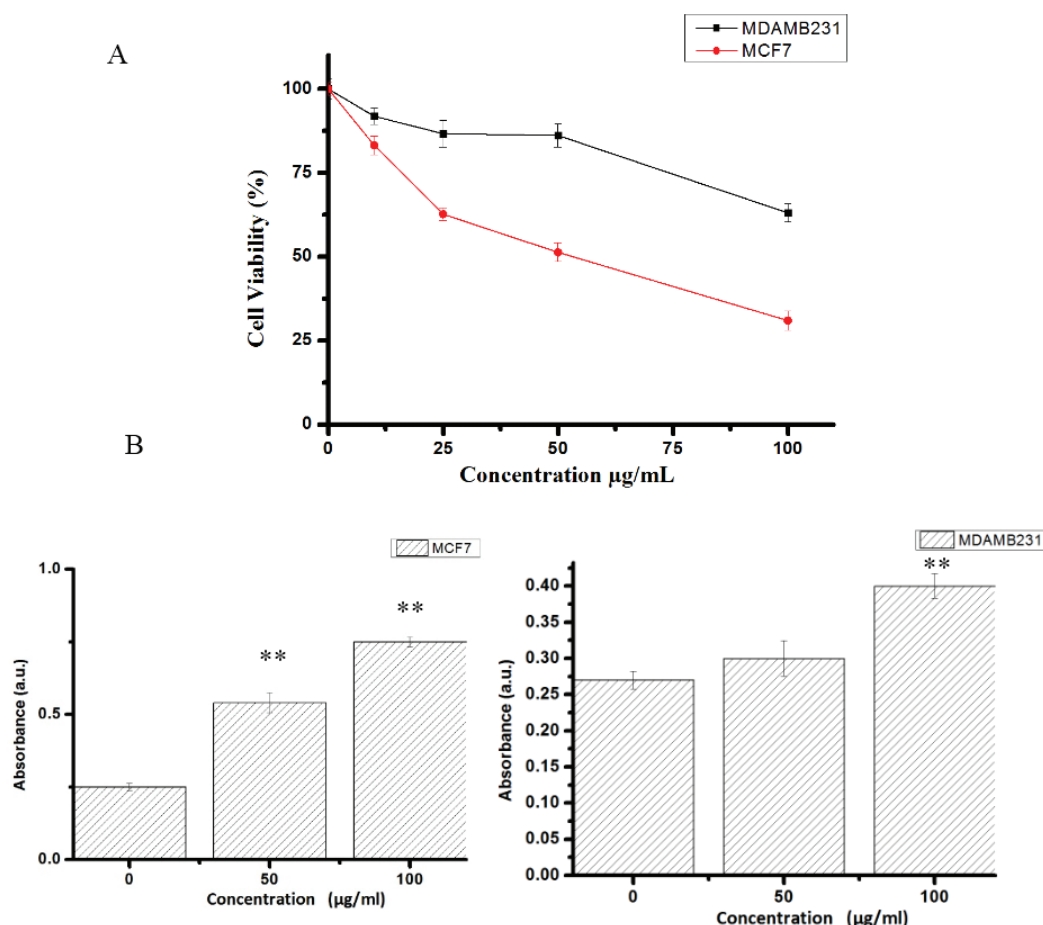 A
MDAMB231
MCF7
100
75
50
25
0
Cell Viability (%)
0 25 50 75 100
Concentration µg/mL
B
MCF7
1.0
0.5
0.0
Absorbance (a.u.)
**
**
0 50 100
Concentration (µg/ml)
MDAMB231
0.40
0.35
0.30
0.25
0.20
0.15
0.10
0.05
0.00
Absorbance (a.u.)
**
0 50 100
Concentration (µg/ml)